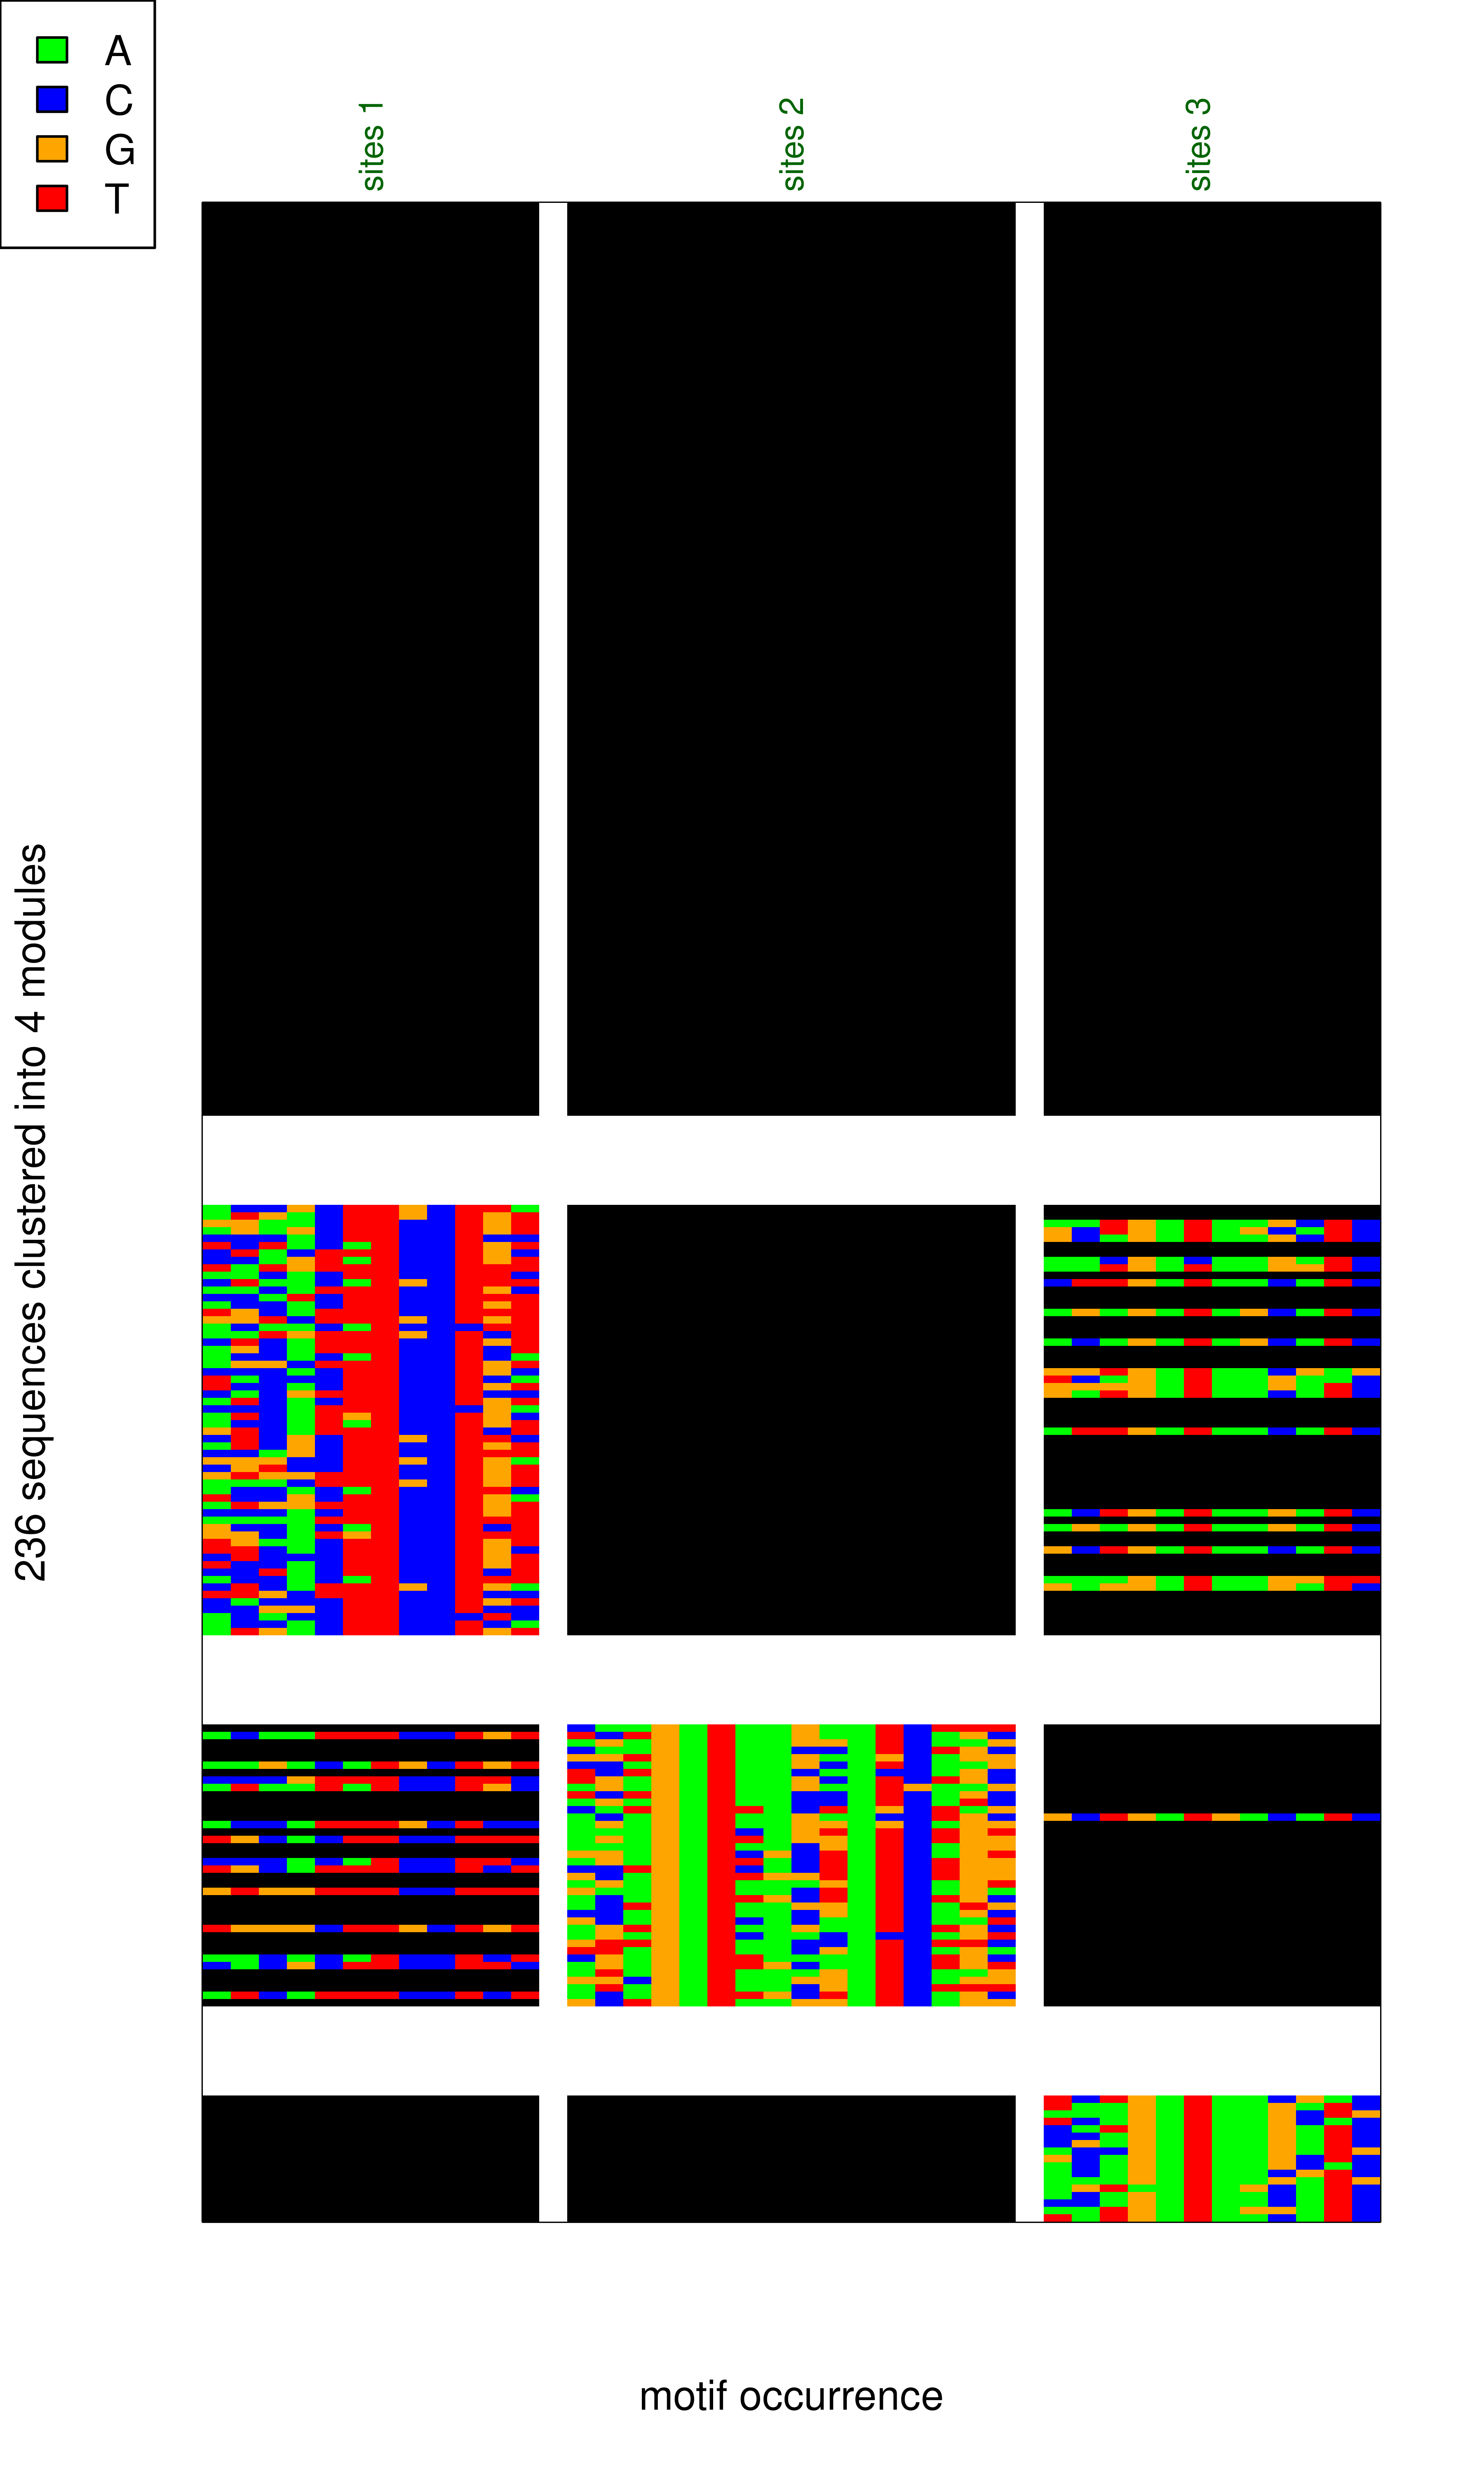 A
C
G
T
sites 1
sites 2
sites 3
236 sequences clustered into 4 modules
motif occurrence